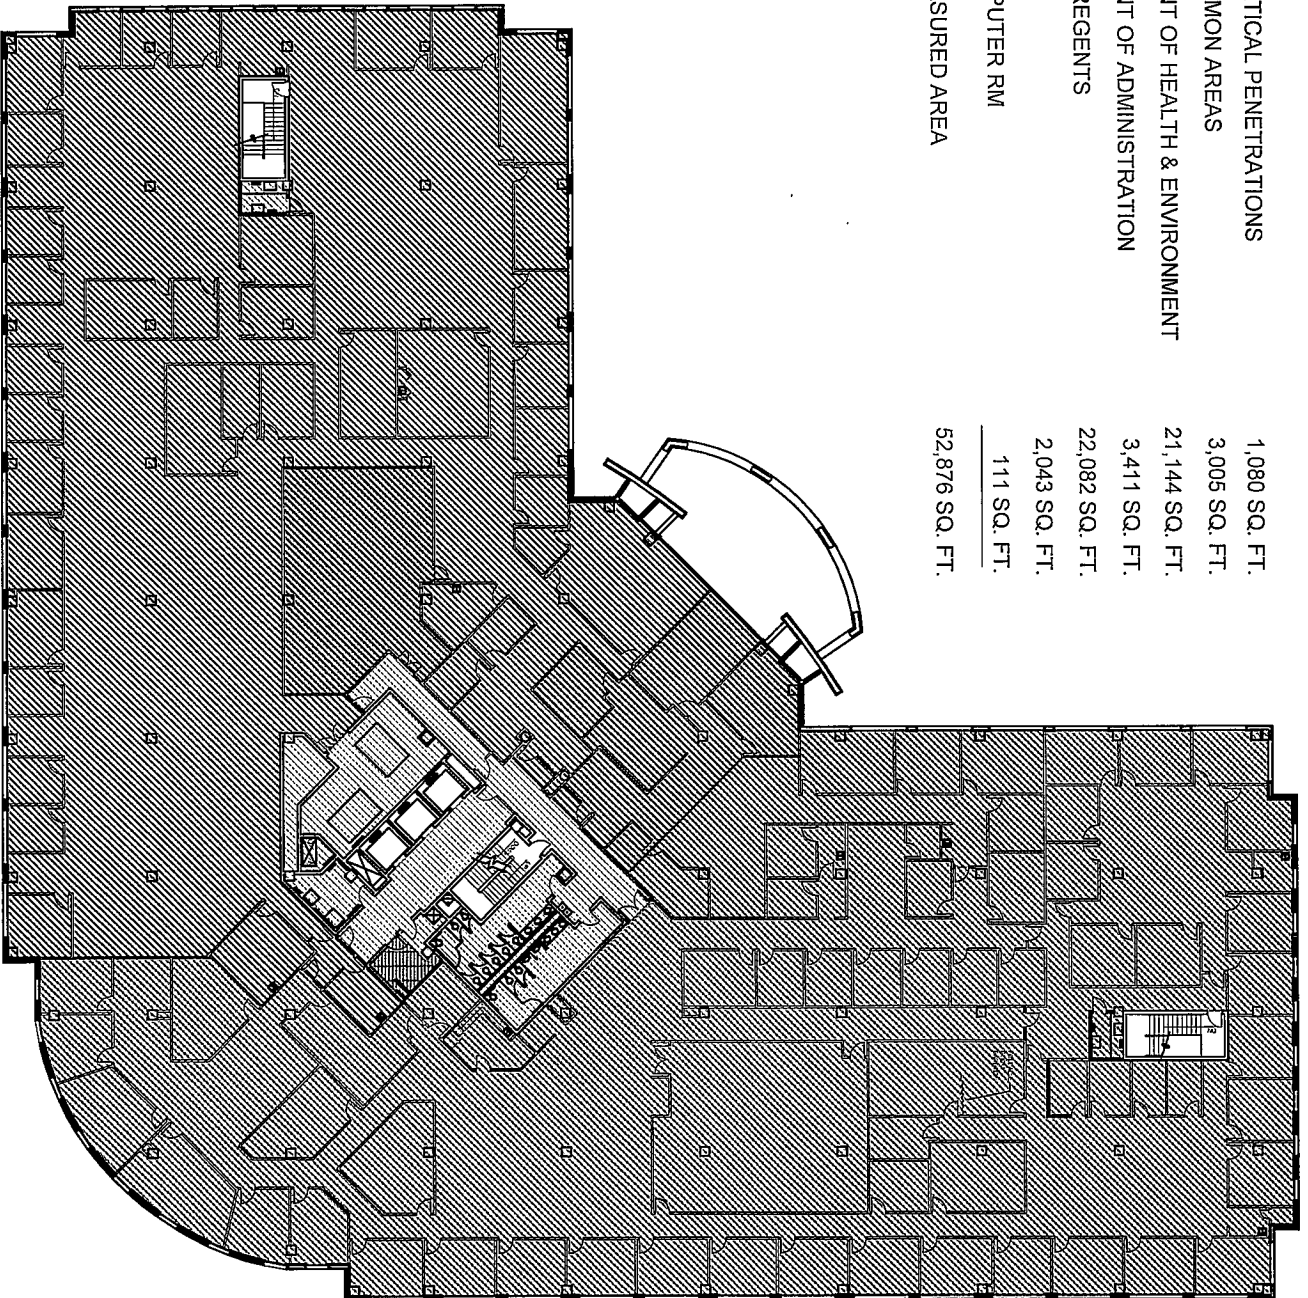 TICAL PENETRATIONS 1,080 SQ. FT.
MON AREAS 3,005 SQ. FT.
NT OF HEALTH & ENVIRONMENT 21,144 SQ. FT.
NT OF ADMINISTRATION 3,411 SQ. FT.
REGENTS 22,082 SQ. FT.
2,043 SQ. FT.
PUTER RM 111 SQ. FT.
SURED AREA 52,876 SQ. FT.